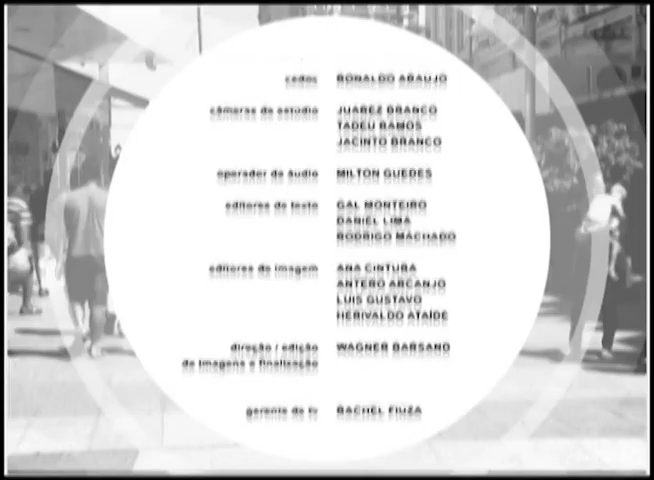 cedoc RONALDO ARAUJO
câmeras de estúdio JUAREZ BRANCO
TADEU RAMOS
JACINTO BRANCO
operador de áudio MILTON GUEDES
editores de texto GAL MONTEIRO
DANIEL LIMA
RODRIGO MACHADO
editores de imagem ANA CINTURA
ANTERO ARCANJO
LUIS GUSTAVO
HERIVALDO ATAÍDE
direção / edição WAGNER BARSAND
de imagens e finalização
gerente de tv RACHEL FIUZA